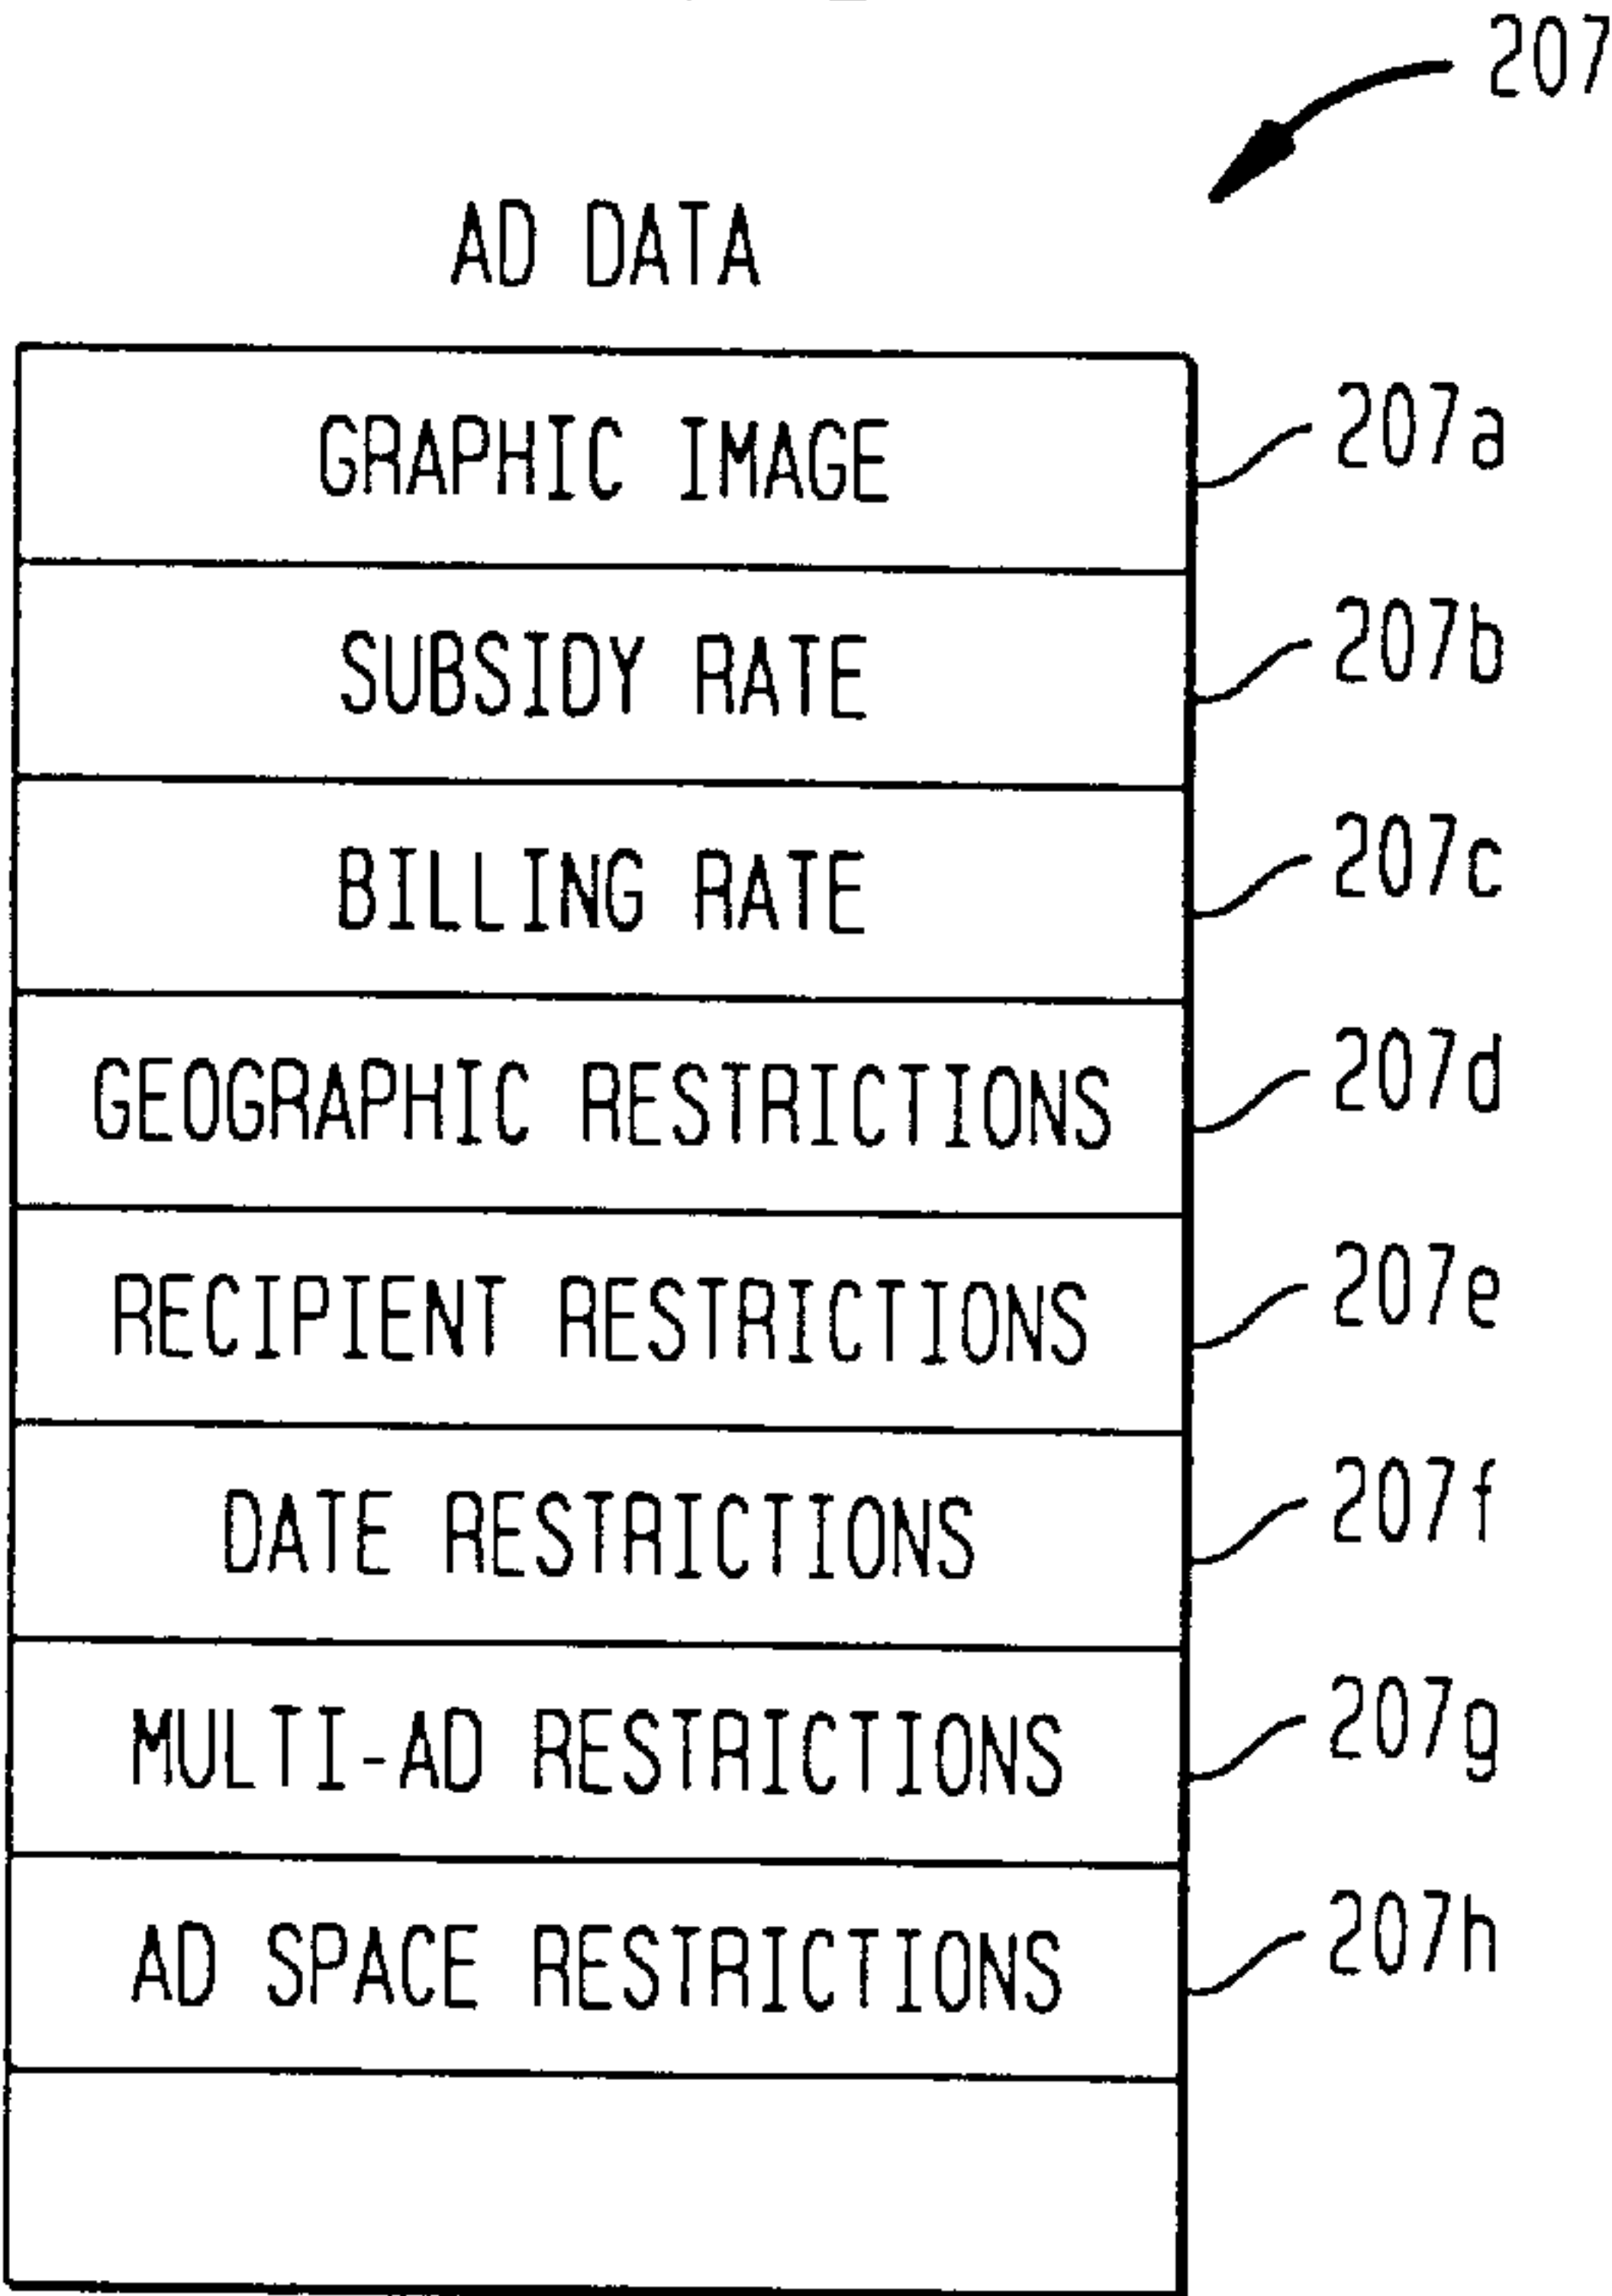 207
AD DATA
GRAPHIC IMAGE 207a
SUBSIDY RATE 207b
BILLING RATE 207c
GEOGRAPHIC RESTRICTIONS 207d
RECIPIENT RESTRICTIONS 207e
DATE RESTRICTIONS 207f
MULTI-AD RESTRICTIONS 207g
AD SPACE RESTRICTIONS 207h